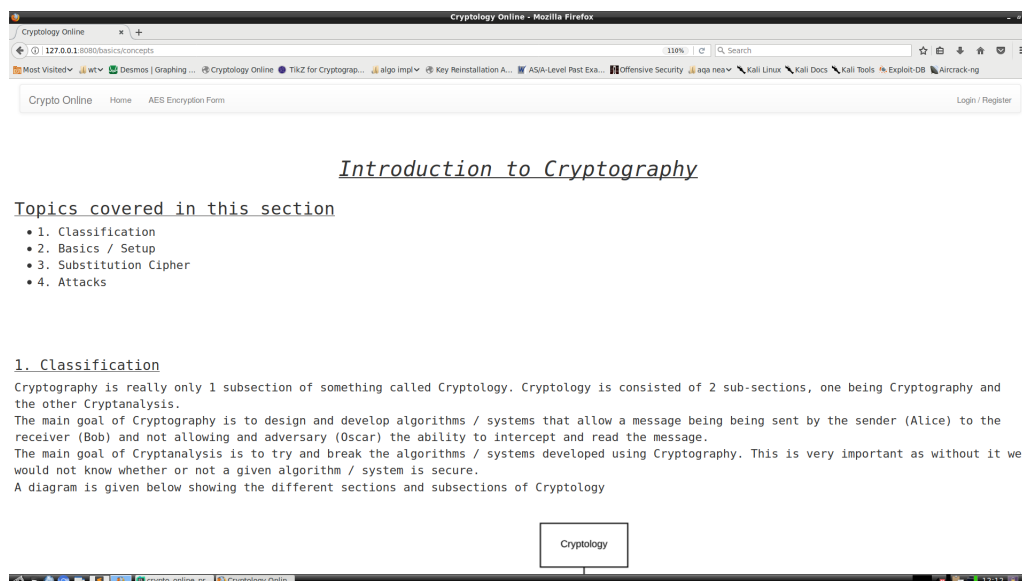 Cryptology Online - Mozilla Firefox
Cryptology Online × +
127.0.0.1:8080/basics/concepts 110% Search
Most Visited wt Desmos | Graphing ... Cryptology Online TikZ for Cryptograp... algo impl Key Reinstallation A... AS/A-Level Past Exa... Offensive Security aqa nea Kali Linux Kali Docs Kali Tools Exploit-DB Aircrack-ng
Crypto Online Home AES Encryption Form Login / Register
Introduction to Cryptography
Topics covered in this section
• 1. Classification
• 2. Basics / Setup
• 3. Substitution Cipher
• 4. Attacks
1. Classification
Cryptography is really only 1 subsection of something called Cryptology. Cryptology is consisted of 2 sub-sections, one being Cryptography and
the other Cryptanalysis.
The main goal of Cryptography is to design and develop algorithms / systems that allow a message being being sent by the sender (Alice) to the
receiver (Bob) and not allowing and adversary (Oscar) the ability to intercept and read the message.
The main goal of Cryptanalysis is to try and break the algorithms / systems developed using Cryptography. This is very important as without it we
would not know whether or not a given algorithm / system is secure.
A diagram is given below showing the different sections and subsections of Cryptology
Cryptology
crypto_online_pr... Cryptology Onlin... 12:17